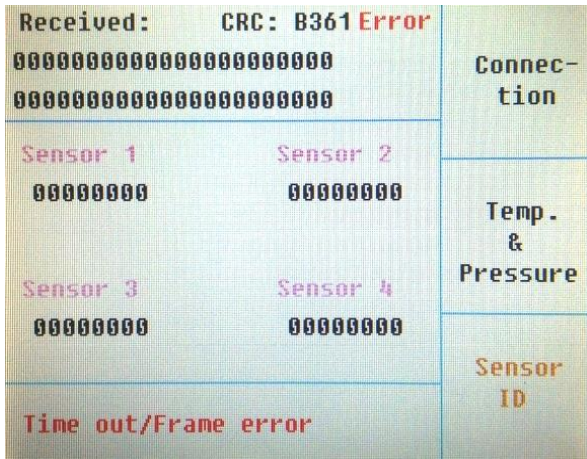 Received: CRC: B361 Error
0000000000000000000000
0000000000000000000000
Sensor 1 Sensor 2
00000000 00000000
Sensor 3 Sensor 4
00000000 00000000
Time out/Frame error
Connec-
tion
Temp.
&
Pressure
Sensor
ID